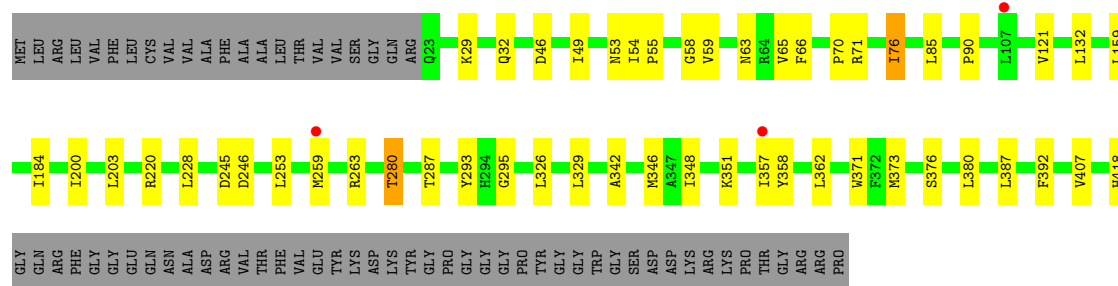 MET LEU ARG LEU VAL PHE LEU CYS VAL VAL ALA PHE ALA ALA LEU THR VAL VAL SER GLY GLN ARG Q23 K29 Q32 D46 I49 N53 I54 P55 G58 V59 N63 R64 V65 F66 P70 R71 I76 L85 P90 L107 V121 L132 L159
I184 I200 L203 R220 L228 D245 D246 L253 M259 R263 T280 T287 Y293 H294 G295 L326 L329 A342 M346 A347 I348 K351 I357 Y358 L362 W371 F372 M373 S376 L380 L387 F392 V407 H418
GLY GLN ARG PHE GLY GLY GLU GLN ASN ALA ASP ARG VAL THR PHE VAL GLU TYR LYS ASP LYS TYR GLY PRO GLY GLY GLY PRO TYR GLY GLY TRP GLY SER ASP ASP LYS ARG LYS PRO THR GLY ARG ARG PRO